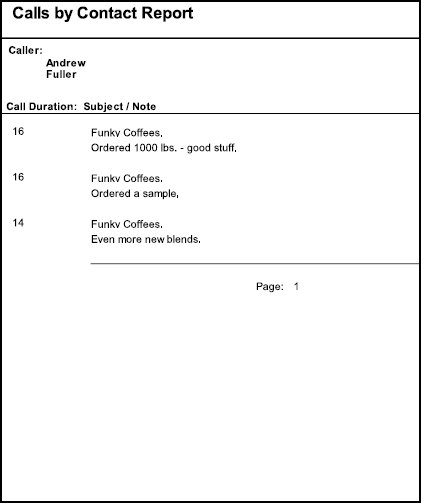 Calls by Contact Report
Caller:
Andrew
Fuller
Call Duration: Subject / Note
16 Funky Coffees.
Ordered 1000 lbs. - good stuff.
16 Funky Coffees.
Ordered a sample.
14 Funky Coffees.
Even more new blends.
Page: 1